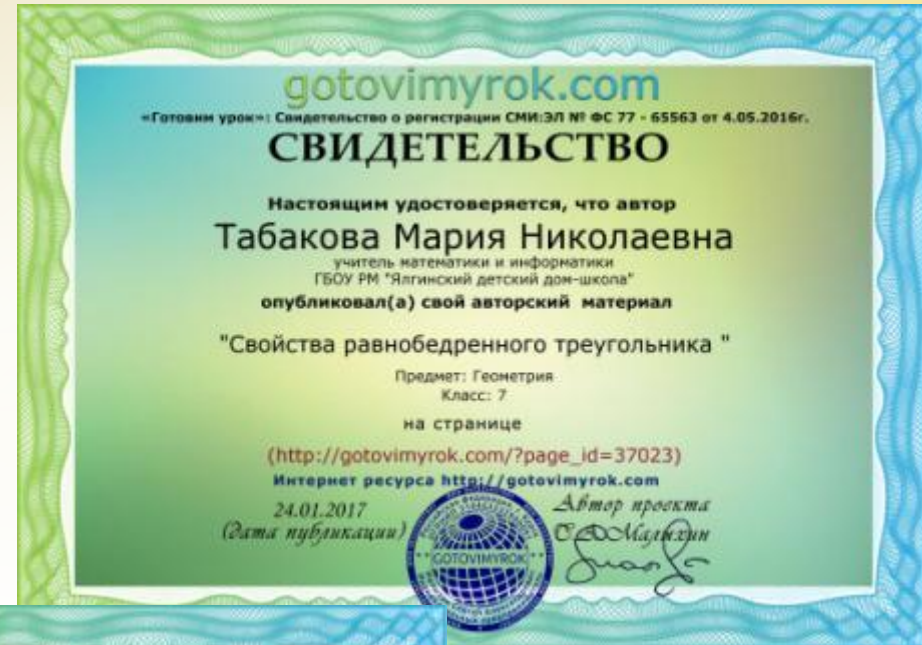 gotovimyrok.com
«Готовим урок»: Свидетельство о регистрации СМИ:ЭЛ № ФС 77 - 65563 от 4.05.2016г.
СВИДЕТЕЛЬСТВО
Настоящим удостоверяется, что автор
Табакова Мария Николаевна
учитель математики и информатики
ГБОУ РМ "Ялгинский детский дом-школа"
опубликовал(а) свой авторский материал
"Свойства равнобедренного треугольника "
Предмет: Геометрия
Класс: 7
на странице
(http://gotovimyrok.com/?page_id=37023)
Интернет ресурса http://gotovimyrok.com
24.01.2017
(дата публикации)
Автор проекта
Малыхин
GOTOVIMYROK